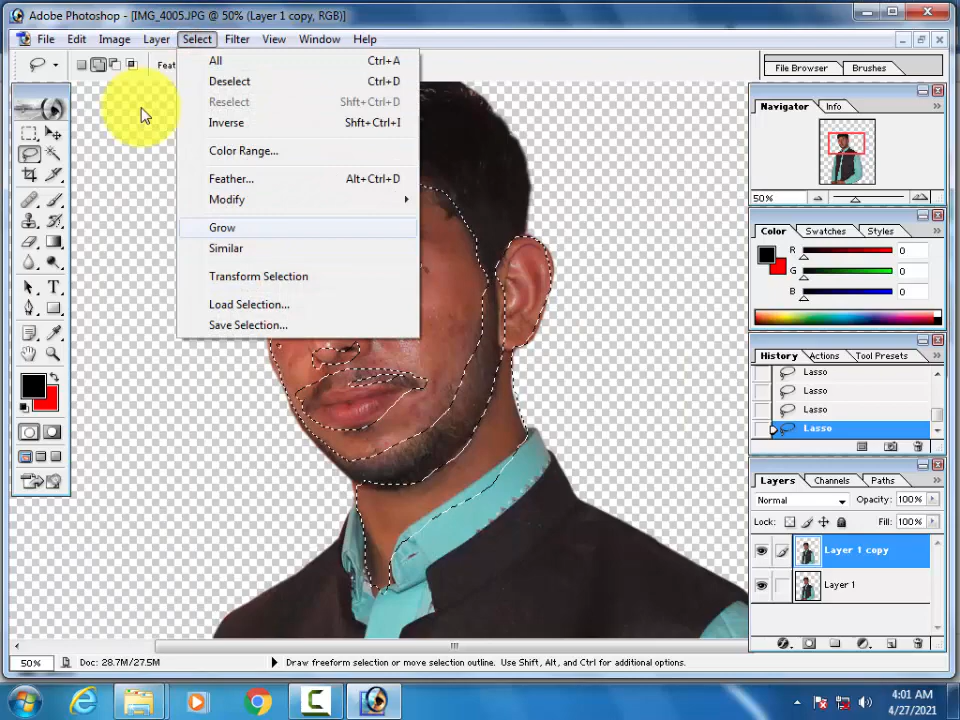 Adobe Photoshop - [IMG_4005.JPG @ 50% (Layer 1 copy, RGB)]
File Edit Image Layer Select Filter View Window Help
Feat
File Browser Brushes
All Ctrl+A
Deselect Ctrl+D
Reselect Shft+Ctrl+D
Inverse Shft+Ctrl+I
Color Range...
Feather... Alt+Ctrl+D
Modify
Grow
Similar
Transform Selection
Load Selection...
Save Selection...
Navigator Info
50%
Color Swatches Styles
R 0
G 0
B 0
History Actions Tool Presets
Lasso
Lasso
Lasso
Lasso
Layers Channels Paths
Normal Opacity: 100%
Lock: Fill: 100%
Layer 1 copy
Layer 1
50% Doc: 28.7M/27.5M Draw freeform selection or move selection outline. Use Shift, Alt, and Ctrl for additional options.
4:01 AM
4/27/2021